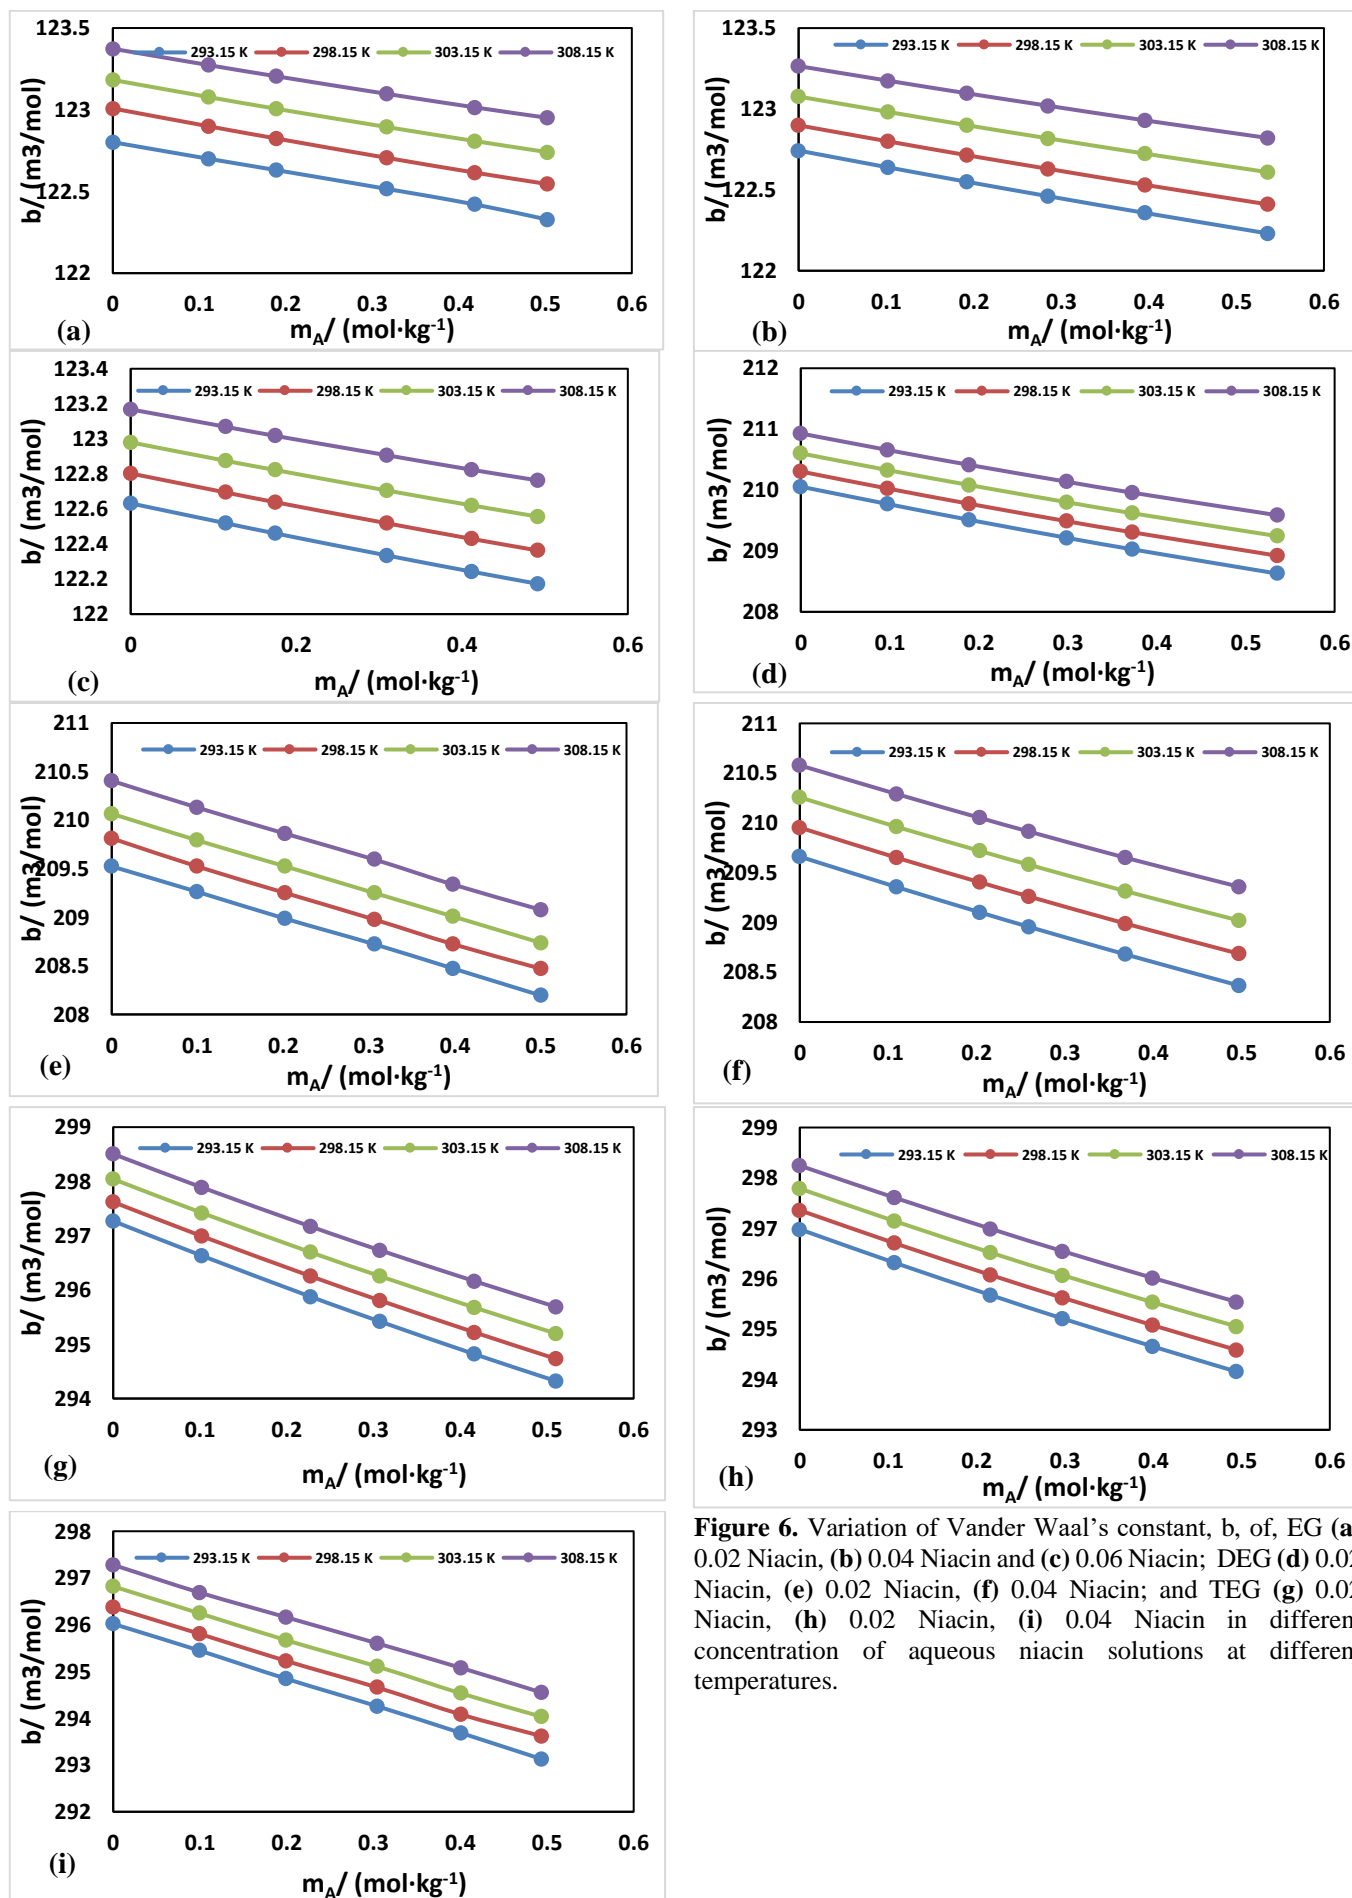 123.5
123
122.5
122
b/ (m3/mol)
293.15 K 298.15 K 303.15 K 308.15 K
0 0.1 0.2 0.3 0.4 0.5 0.6
(a) mA/ (mol·kg-1)
123.5
123
122.5
122
b/ (m3/mol)
293.15 K 298.15 K 303.15 K 308.15 K
0 0.1 0.2 0.3 0.4 0.5 0.6
(b) mA/ (mol·kg-1)
123.4
123.2
123
122.8
122.6
122.4
122.2
122
b/ (m3/mol)
293.15 K 298.15 K 303.15 K 308.15 K
0 0.2 0.4 0.6
(c) mA/ (mol·kg-1)
212
211
210
209
208
b/ (m3/mol)
293.15 K 298.15 K 303.15 K 308.15 K
0 0.1 0.2 0.3 0.4 0.5 0.6
(d) mA/ (mol·kg-1)
211
210.5
210
209.5
209
208.5
208
b/ (m3/mol)
293.15 K 298.15 K 303.15 K 308.15 K
0 0.1 0.2 0.3 0.4 0.5 0.6
(e) mA/ (mol·kg-1)
211
210.5
210
209.5
209
208.5
208
b/ (m3/mol)
293.15 K 298.15 K 303.15 K 308.15 K
0 0.1 0.2 0.3 0.4 0.5 0.6
(f) mA/ (mol·kg-1)
299
298
297
296
295
294
b/ (m3/mol)
293.15 K 298.15 K 303.15 K 308.15 K
0 0.1 0.2 0.3 0.4 0.5 0.6
(g) mA/ (mol·kg-1)
299
298
297
296
295
294
293
b/ (m3/mol)
293.15 K 298.15 K 303.15 K 308.15 K
0 0.1 0.2 0.3 0.4 0.5 0.6
(h) mA/ (mol·kg-1)
298
297
296
295
294
293
292
b/ (m3/mol)
293.15 K 298.15 K 303.15 K 308.15 K
0 0.1 0.2 0.3 0.4 0.5 0.6
(i) mA/ (mol·kg-1)
Figure 6. Variation of Vander Waal's constant, b, of, EG (a
0.02 Niacin, (b) 0.04 Niacin and (c) 0.06 Niacin; DEG (d) 0.02
Niacin, (e) 0.02 Niacin, (f) 0.04 Niacin; and TEG (g) 0.02
Niacin, (h) 0.02 Niacin, (i) 0.04 Niacin in differen
concentration of aqueous niacin solutions at differen
temperatures.